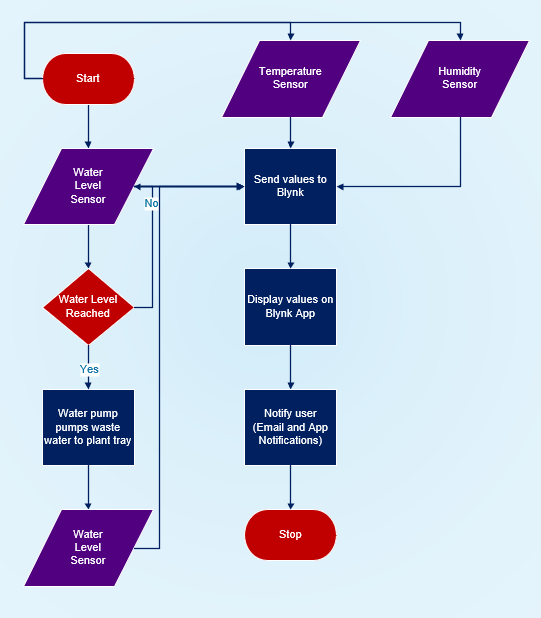 Start
Temperature
Sensor
Humidity
Sensor
Water
Level
Sensor
Send values to
Blynk
No
Water Level
Reached
Display values on
Blynk App
Yes
Water pump
pumps waste
water to plant tray
Notify user
(Email and App
Notifications)
Water
Level
Sensor
Stop